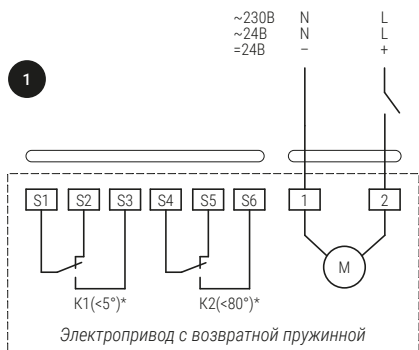 ~230В N L
~24В N L
=24В – +
1
S1 S2 S3 S4 S5 S6 1 2
M
K1(<5°)* K2(<80°)*
Электропривод с возвратной пружинной